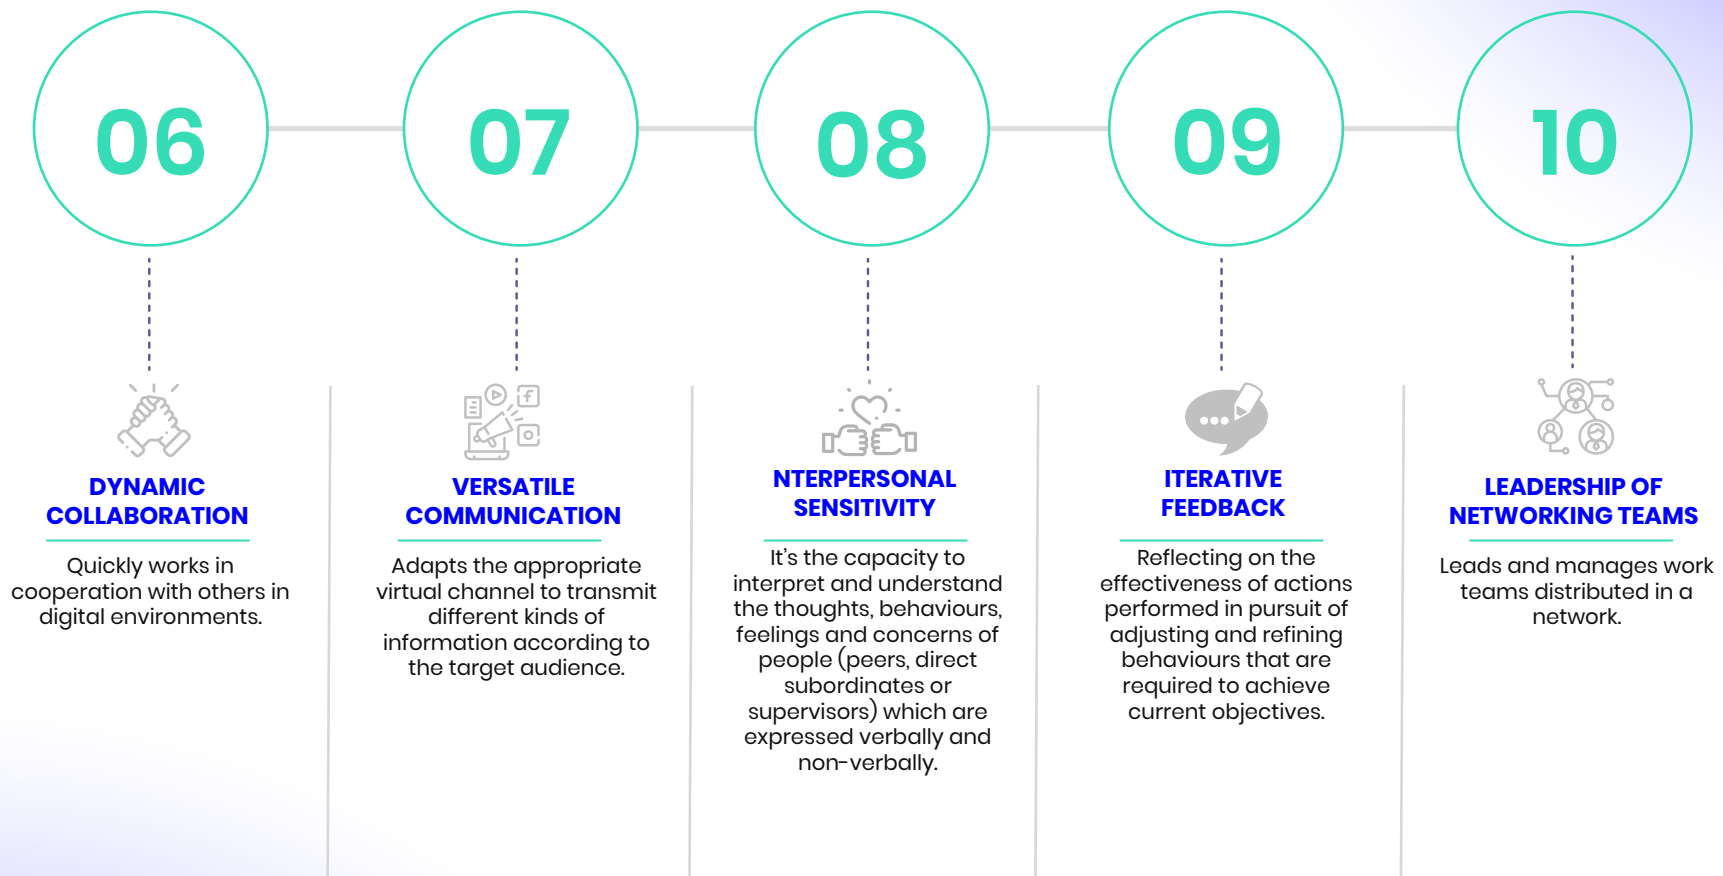 06
07
08
09
10
DYNAMIC
COLLABORATION
Quickly works in
cooperation with others in
digital environments.
VERSATILE
COMMUNICATION
Adapts the appropriate
virtual channel to transmit
different kinds of
information according to
the target audience.
NTERPERSONAL
SENSITIVITY
It's the capacity to
interpret and understand
the thoughts, behaviours,
feelings and concerns of
people (peers, direct
subordinates or
supervisors) which are
expressed verbally and
non-verbally.
ITERATIVE
FEEDBACK
Reflecting on the
effectiveness of actions
performed in pursuit of
adjusting and refining
behaviours that are
required to achieve
current objectives.
LEADERSHIP OF
NETWORKING TEAMS
Leads and manages work
teams distributed in a
network.